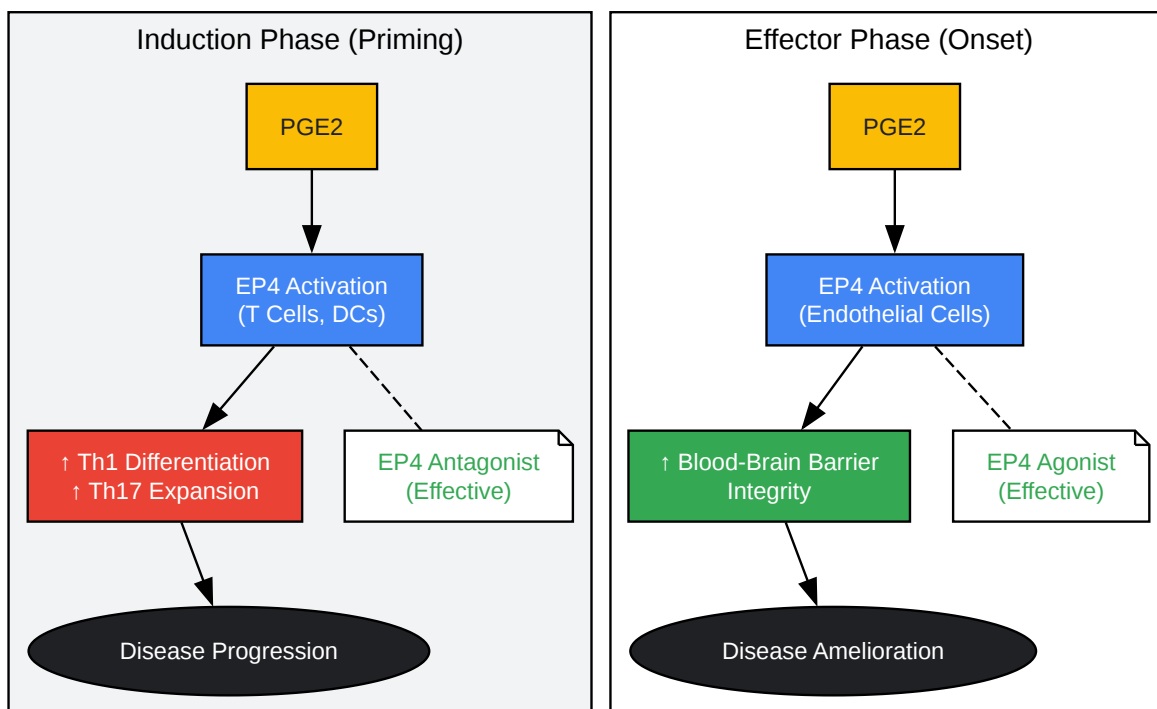 Induction Phase (Priming)
PGE2
EP4 Activation
(T Cells, DCs)
↑ Th1 Differentiation
↑ Th17 Expansion
EP4 Antagonist
(Effective)
Disease Progression
Effector Phase (Onset)
PGE2
EP4 Activation
(Endothelial Cells)
↑ Blood-Brain Barrier
Integrity
EP4 Agonist
(Effective)
Disease Amelioration